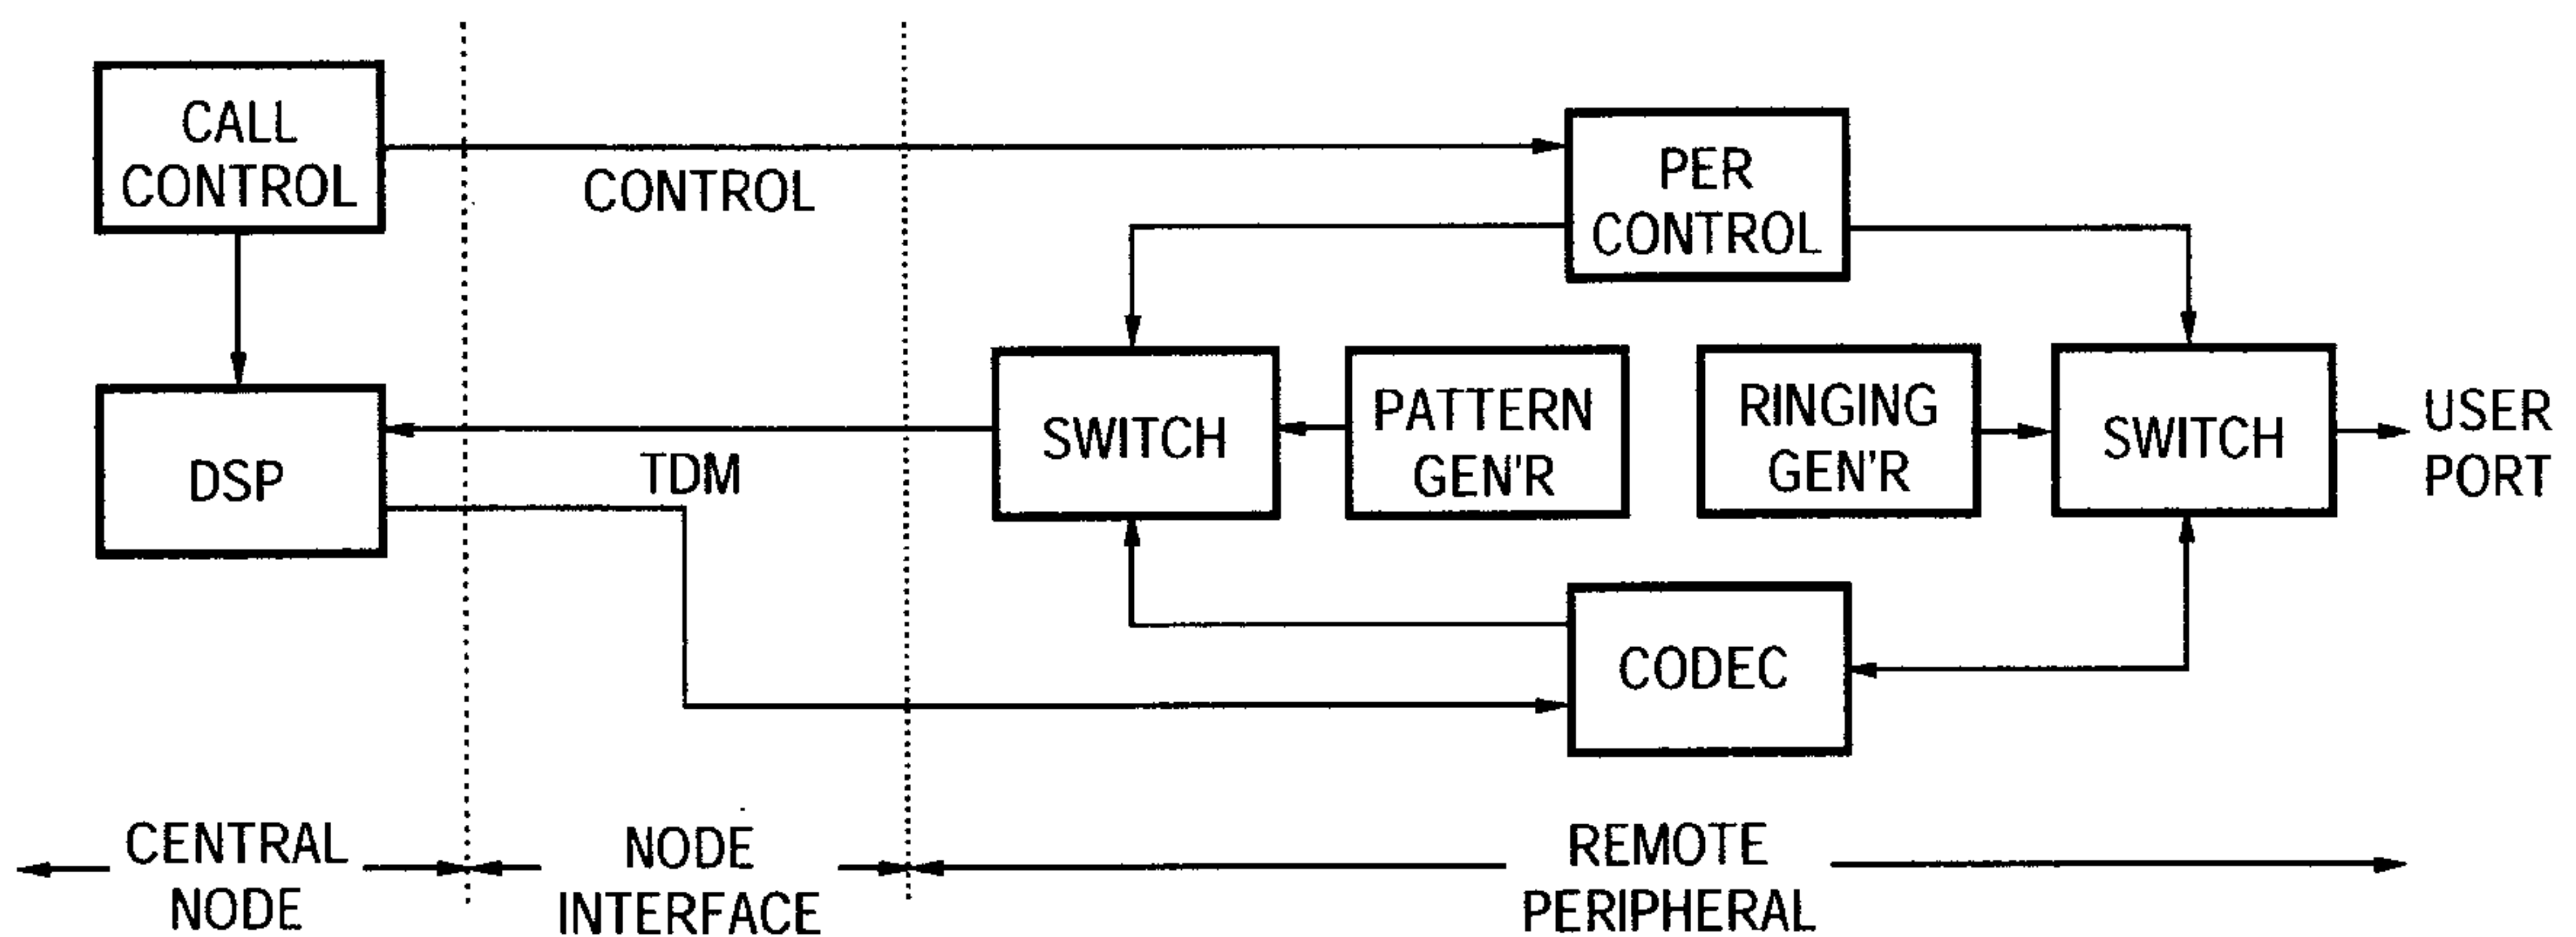 CALL
CONTROL
CONTROL
PER
CONTROL
DSP
TDM
SWITCH
PATTERN
GEN'R
RINGING
GEN'R
SWITCH
USER
PORT
CODEC
CENTRAL
NODE
NODE
INTERFACE
REMOTE
PERIPHERAL